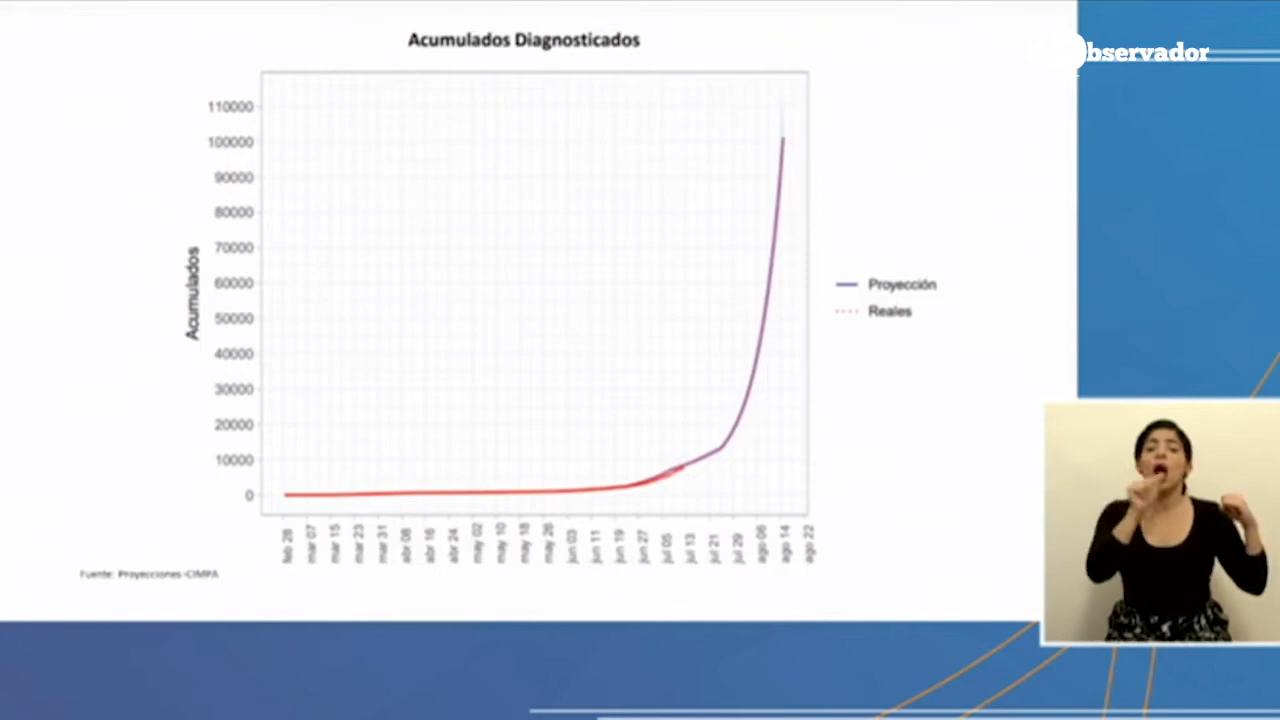 Acumulados Diagnosticados
bservador
110000
100000
90000
80000
70000
60000
50000
40000
30000
20000
10000
0
Acumulados
Proyección
Reales
feb 28
mar 07
mar 15
mar 23
mar 31
abr 08
abr 16
abr 24
may 02
may 10
may 18
may 26
jun 03
jun 11
jun 19
jun 27
jul 05
jul 13
jul 21
jul 29
ago 06
ago 14
ago 22
Fuente: Proyecciones -CIMPA